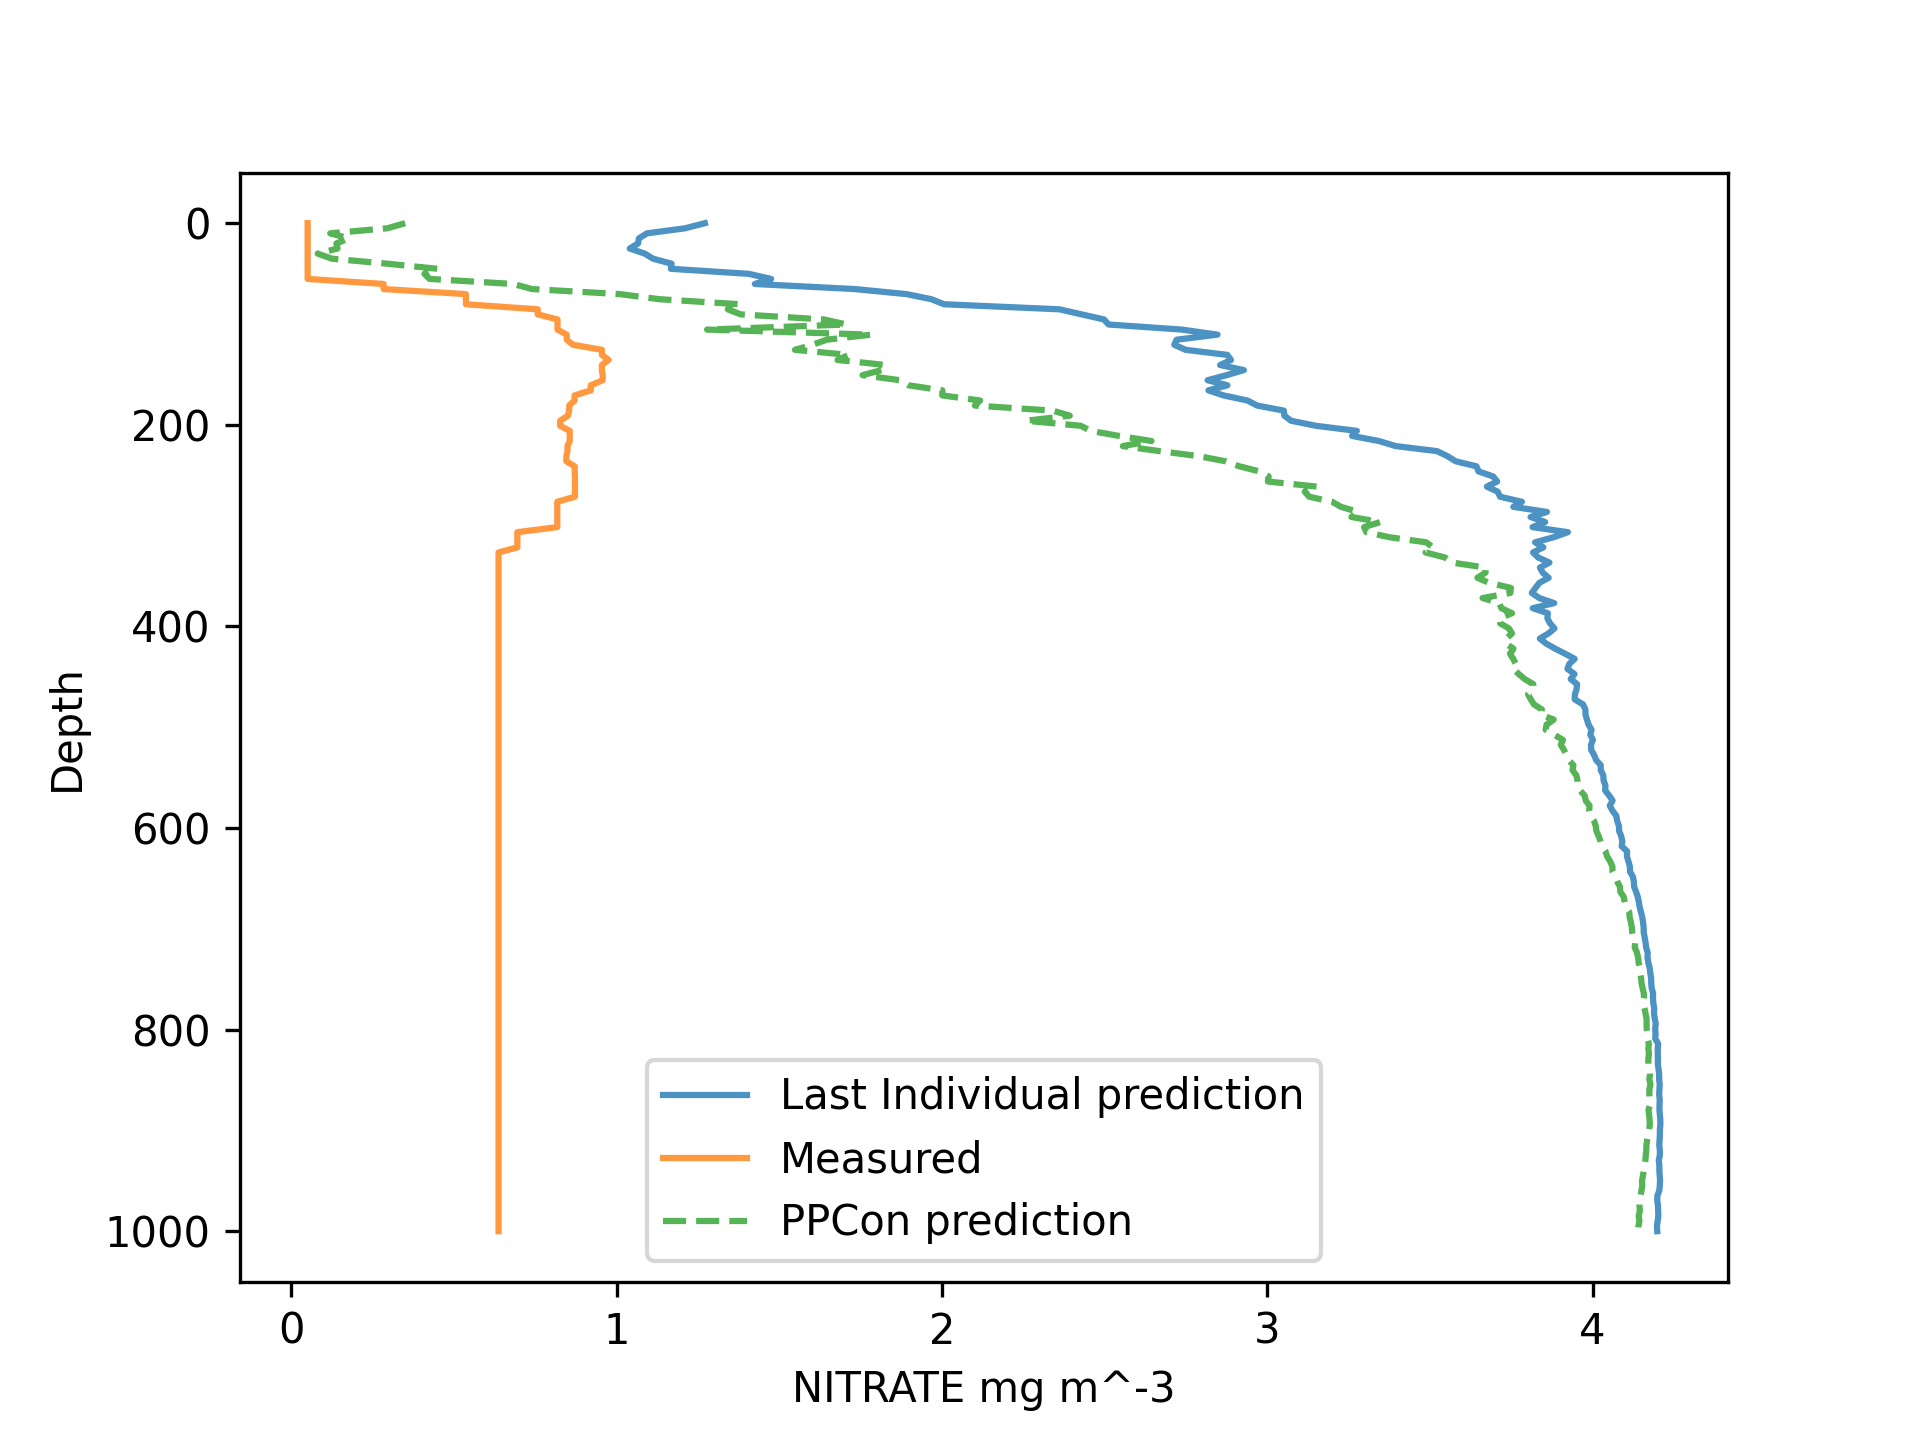 0
200
400
600
800
1000
Depth
0 1 2 3 4
NITRATE mg m^-3
Last Individual prediction
Measured
PPCon prediction